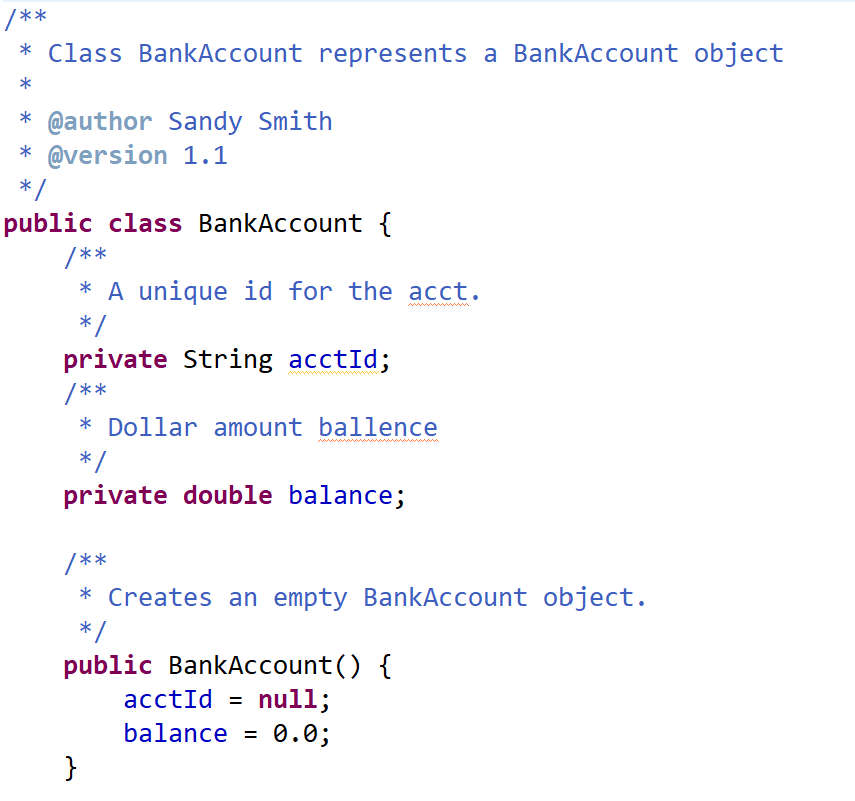 /**
 * Class BankAccount represents a BankAccount object
 *
 * @author Sandy Smith
 * @version 1.1
 */
public class BankAccount {
    /**
     * A unique id for the acct.
     */
    private String acctId;
    /**
     * Dollar amount ballence
     */
    private double balance;

    /**
     * Creates an empty BankAccount object.
     */
    public BankAccount() {
        acctId = null;
        balance = 0.0;
    }